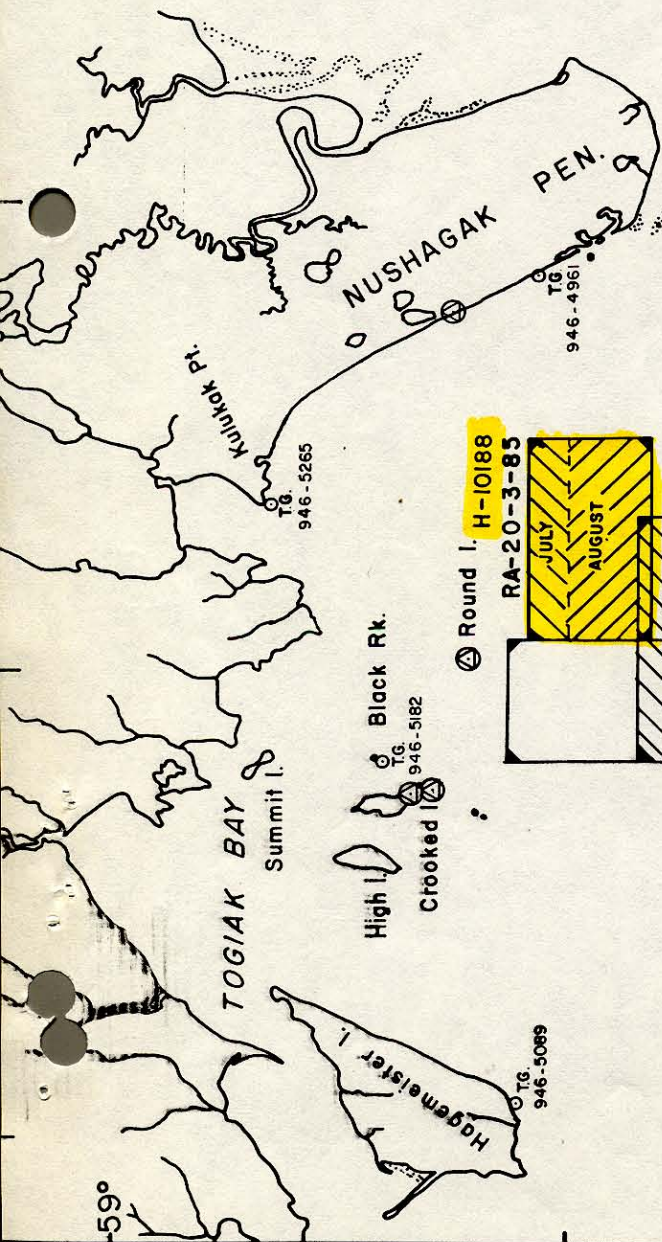 59°
TOGIAK BAY
Summit I.
Hagemeister I.
T.G.
946-5089
High I.
Crooked I.
T.G.
946-5182
Black Rk.
Round I.
Kulukak Pt.
T.G.
946-5265
NUSHAGAK PEN.
T.G.
946-4961
H-10188
RA-20-3-85
JULY
AUGUST